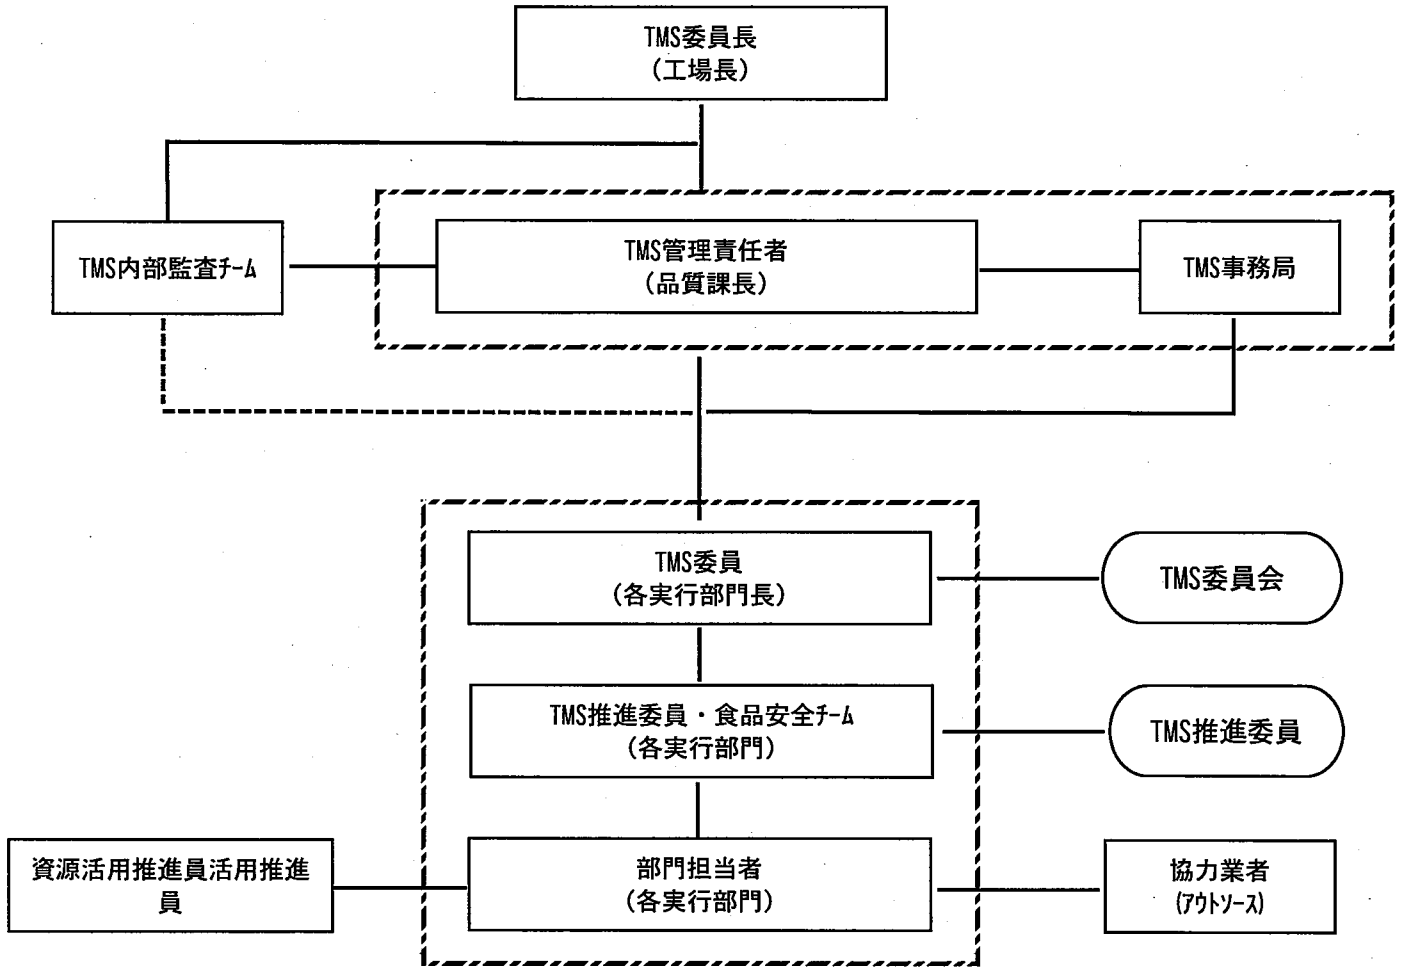 TMS委員長
(工場長)
TMS内部監査ﾁｰﾑ
TMS管理責任者
(品質課長)
TMS事務局
TMS委員
(各実行部門長)
TMS委員会
TMS推進委員・食品安全ﾁｰﾑ
(各実行部門)
TMS推進委員
資源活用推進員活用推進
員
部門担当者
(各実行部門)
協力業者
(ｱｳﾄｿｰｽ)